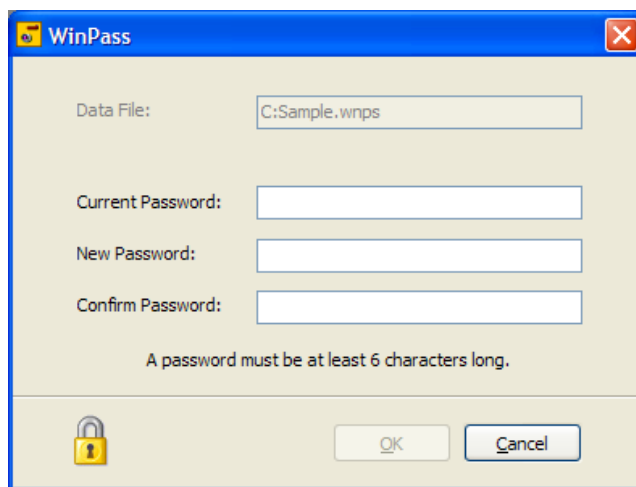 WinPass
Data File: C:Sample.wnps
Current Password:
New Password:
Confirm Password:
A password must be at least 6 characters long.
OK Cancel